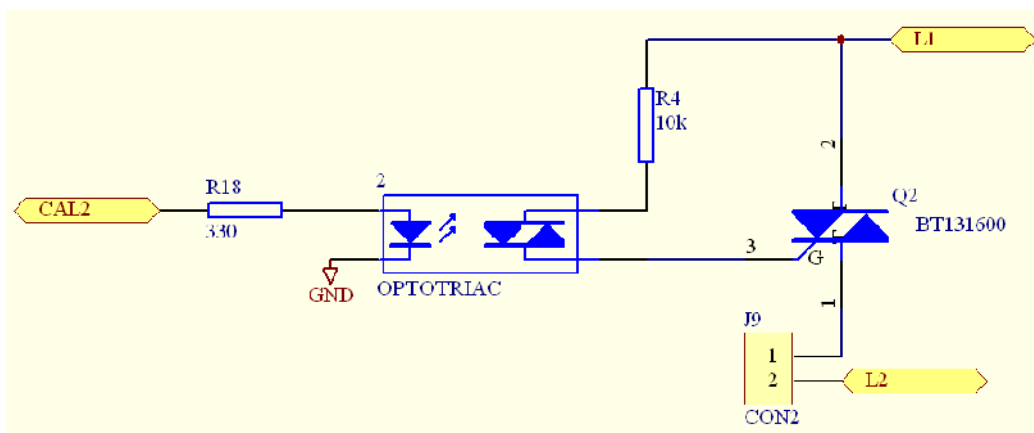 L1
R4
10k
2
2
R18
CAL2
330
Q2
BT131600
3
G
GND
OPTOTRIAC
1
J9
1
2
L2
CON2